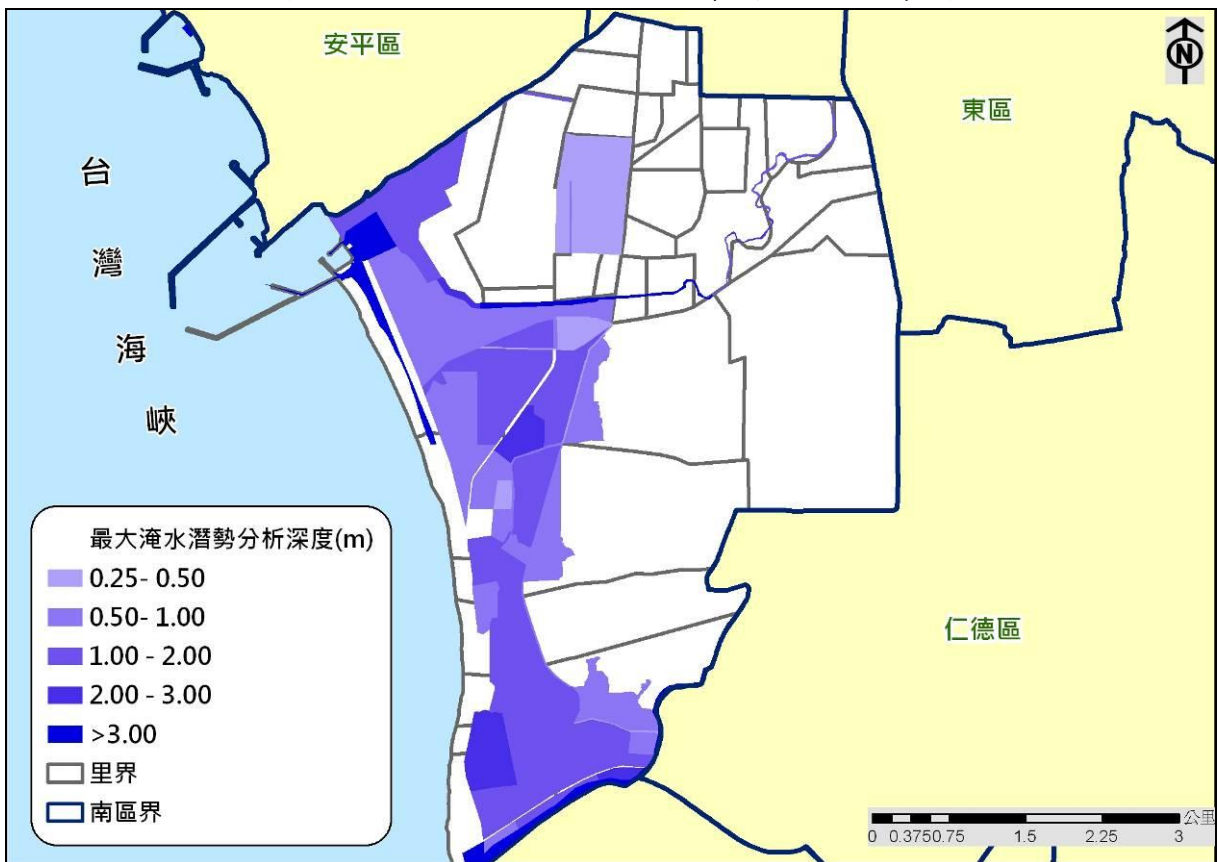 安平區
N
東區
台
灣
海
峽
最大淹水潛勢分析深度(m)
0.25- 0.50
0.50- 1.00
1.00 - 2.00
2.00 - 3.00
>3.00
里界
南區界
仁德區
公里
0 0.3750.75 1.5 2.25 3